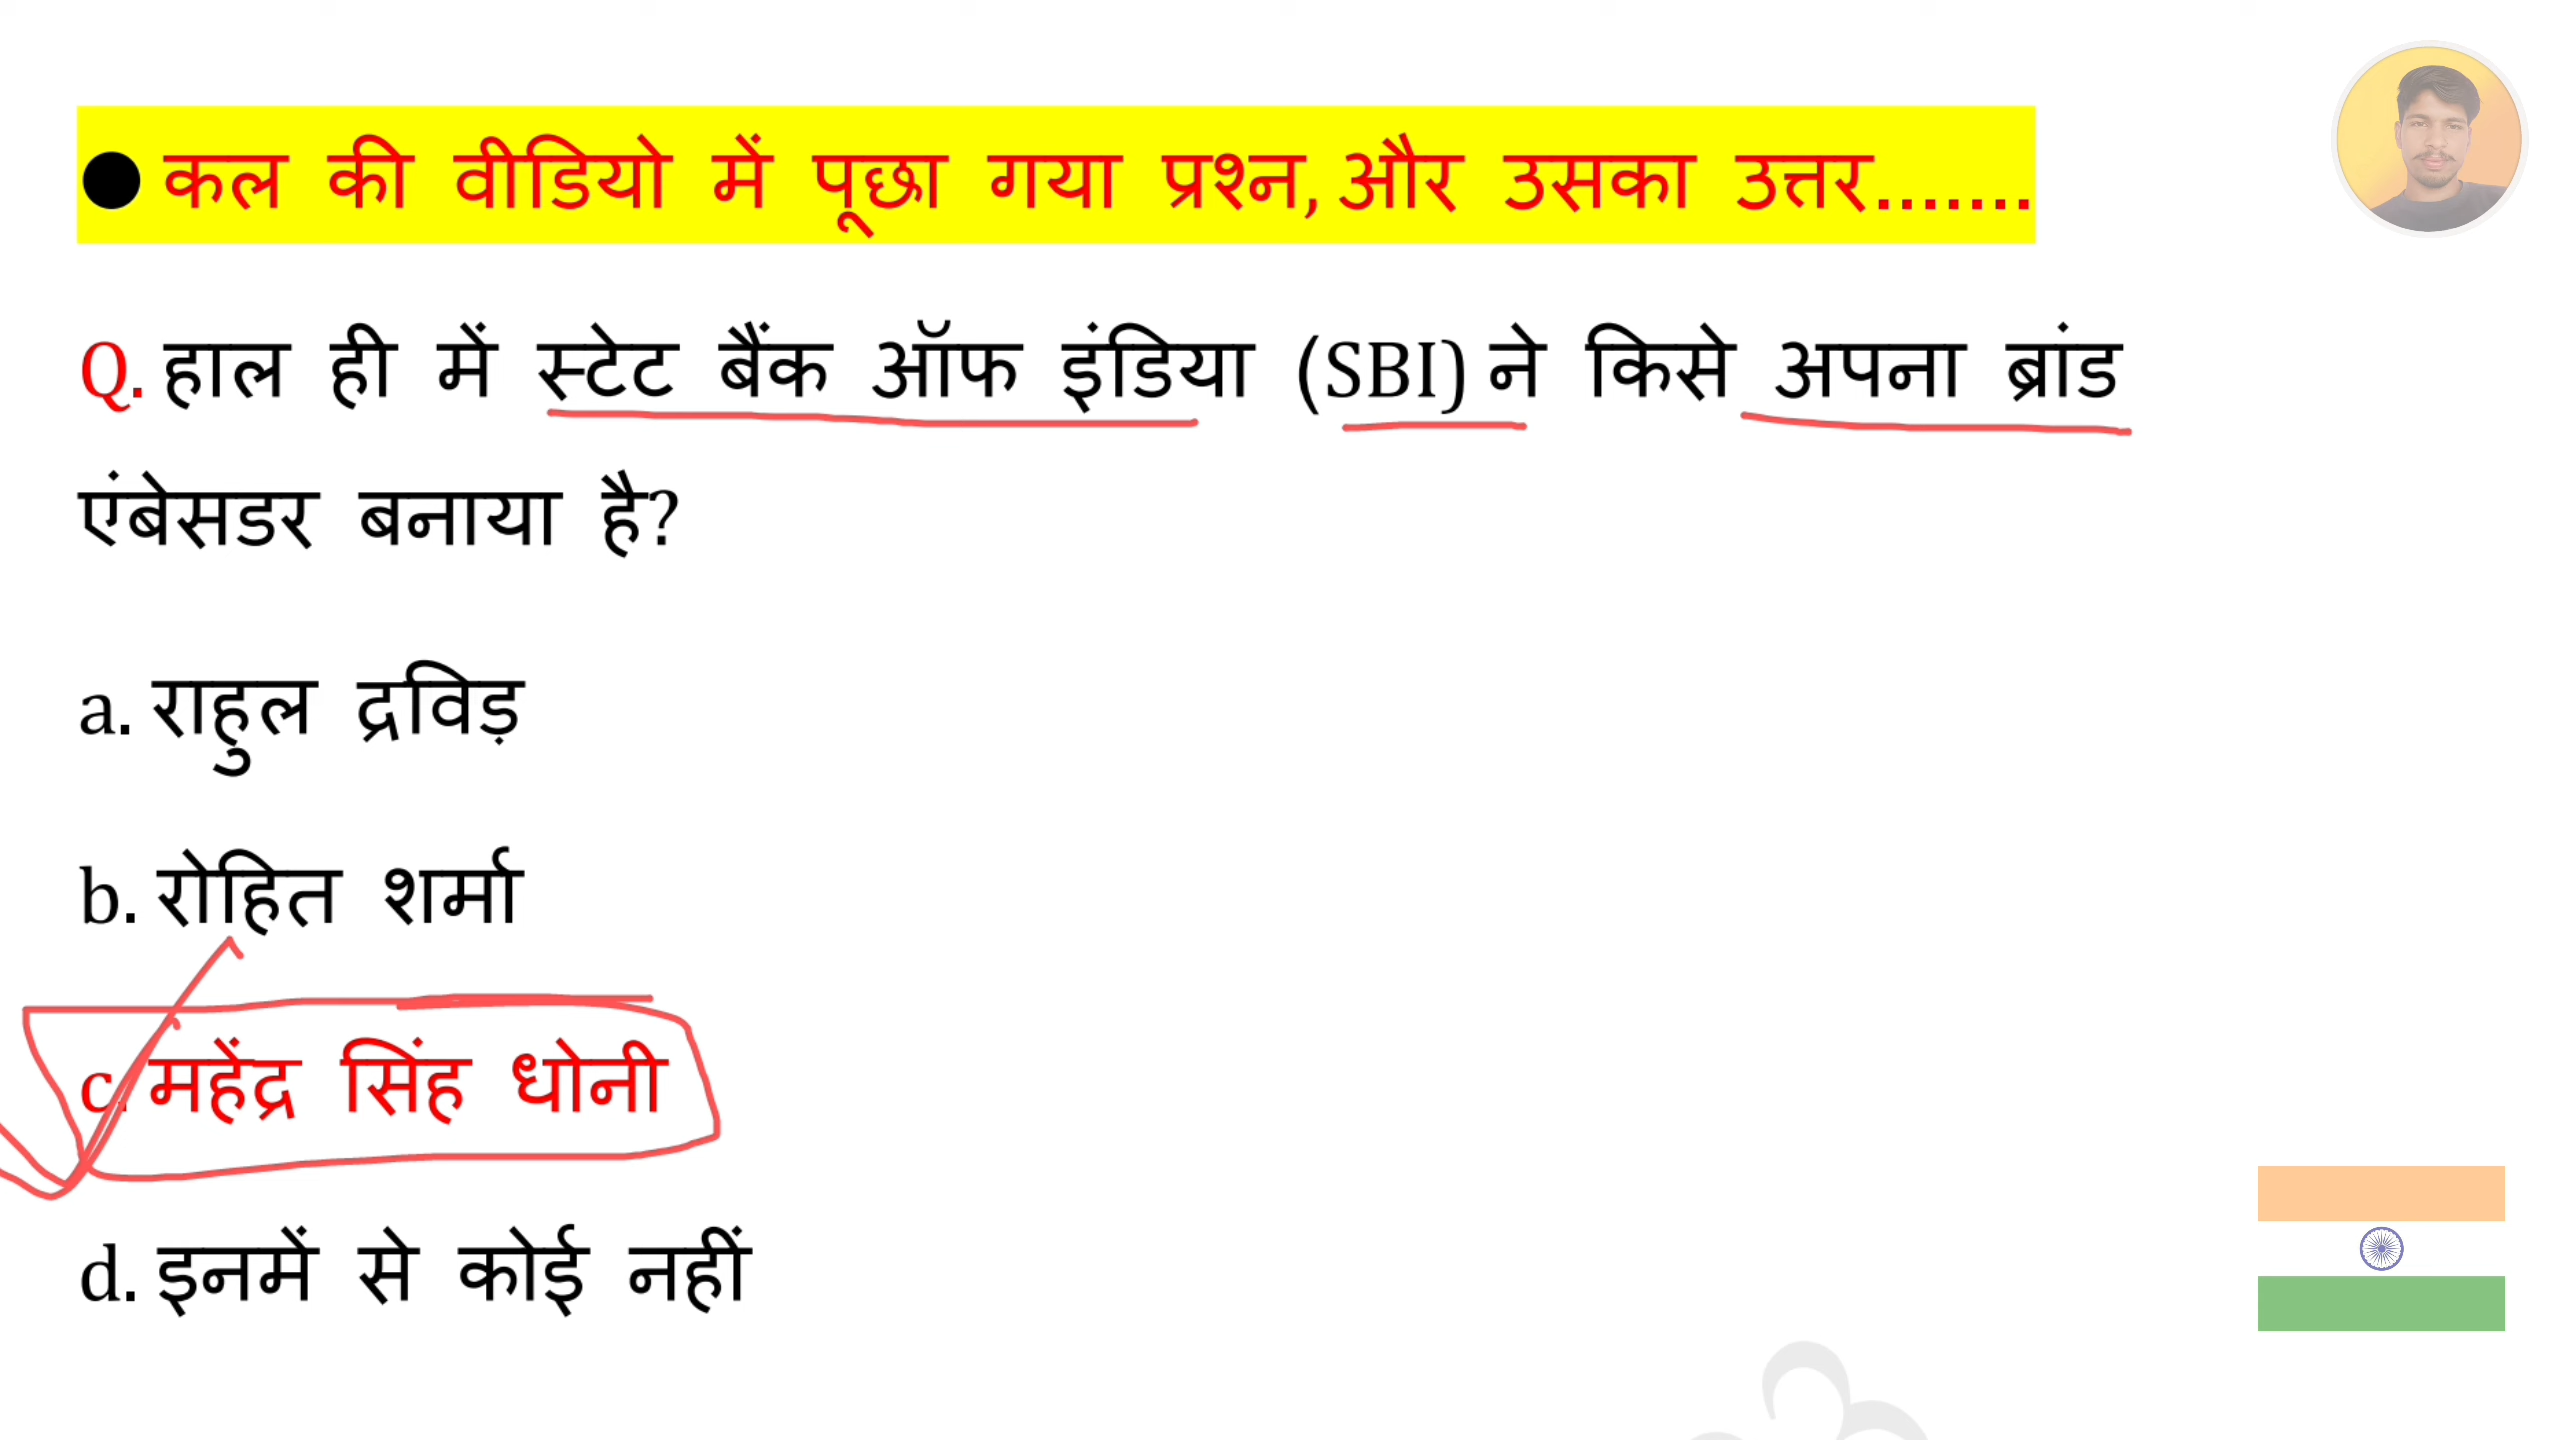 ● कल की वीडियो में पूछा गया प्रश्न, और उसका उत्तर.......
Q. हाल ही में स्टेट बैंक ऑफ इंडिया (SBI) ने किसे अपना ब्रांड
एंबेसडर बनाया है?
a. राहुल द्रविड़
b. रोहित शर्मा
c. महेंद्र सिंह धोनी
d. इनमें से कोई नहीं